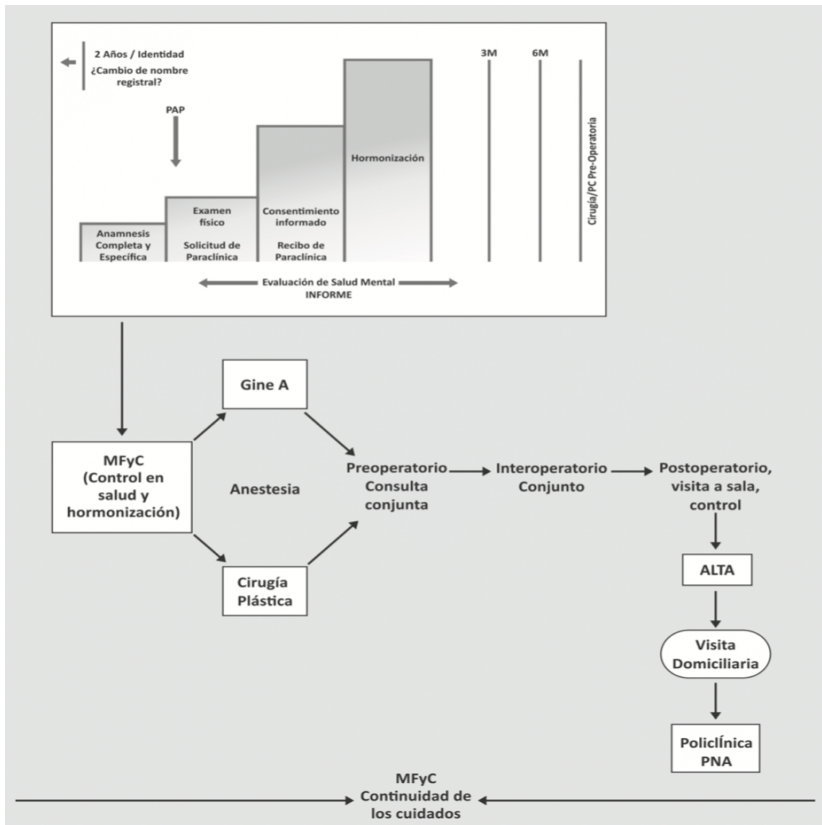 2 Años / Identidad
¿Cambio de nombre
registral?
PAP
3M
6M
Cirugía/PC Pre-Operatoria
Hormonización
Examen
físico
Solicitud de
Paraclínica
Consentimiento
informado
Recibo de
Paraclínica
Anamnesis
Completa y
Específica
Evaluación de Salud Mental
INFORME
Gine A
MFyC
(Control en
salud y
hormonización)
Anestesia
Cirugía
Plástica
Preoperatorio
Consulta
conjunta
Interoperatorio
Conjunto
Postoperatorio,
visita a sala,
control
ALTA
Visita
Domiciliaria
Policlínica
PNA
MFyC
Continuidad de
los cuidados